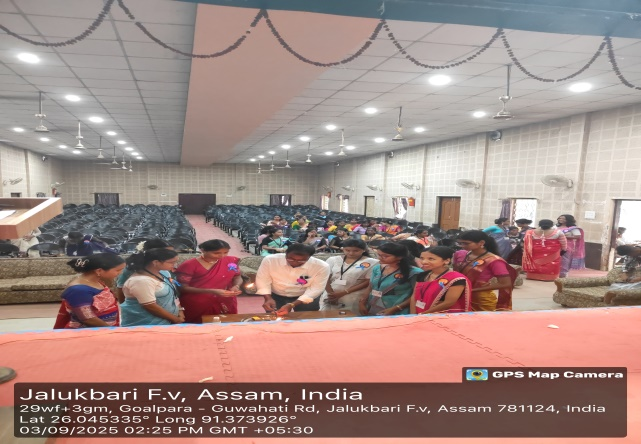 GPS Map Camera
Jalukbari F.v, Assam, India
29wf+3gm, Goalpara - Guwahati Rd, Jalukbari F.v, Assam 781124, India
Lat 26.045335° Long 91.373926°
03/09/2025 02:25 PM GMT +05:30